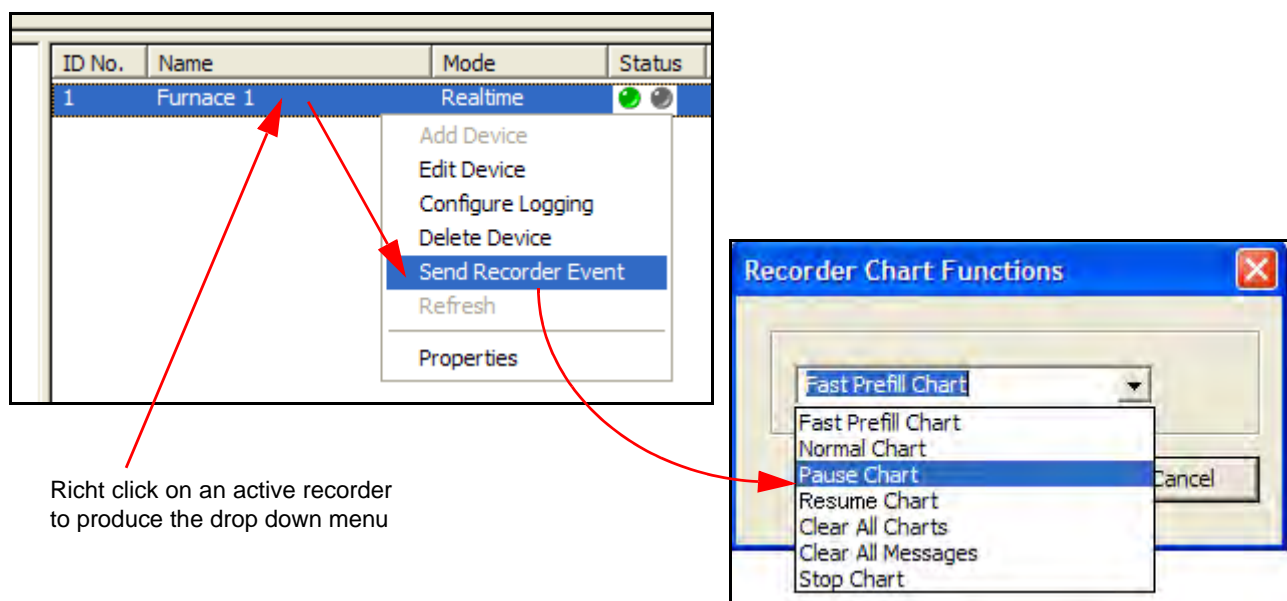 ID No. Name Mode Status
1 Furnace 1 Realtime
Add Device
Edit Device
Configure Logging
Delete Device
Send Recorder Event
Refresh
Properties
Richt click on an active recorder
to produce the drop down menu
Recorder Chart Functions
Fast Prefill Chart
Fast Prefill Chart
Normal Chart
Pause Chart
Resume Chart
Clear All Charts
Clear All Messages
Stop Chart
Cancel